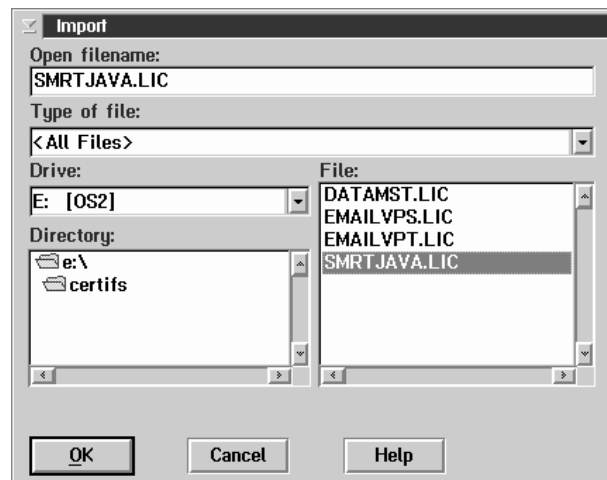 Import
Open filename:
SMRTJAVA.LIC
Type of file:
<All Files>
Drive:
E: [OS2]
Directory:
e:\
certifs
File:
DATAMST.LIC
EMAILVPS.LIC
EMAILVPT.LIC
SMRTJAVA.LIC
OK
Cancel
Help